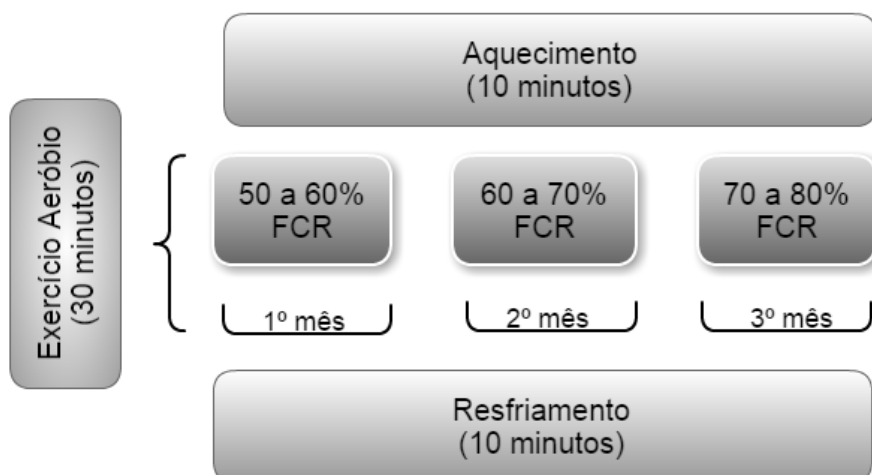 Aquecimento
(10 minutos)
Exercício Aeróbio
(30 minutos)
50 a 60%
FCR
60 a 70%
FCR
70 a 80%
FCR
1º mês
2º mês
3º mês
Resfriamento
(10 minutos)